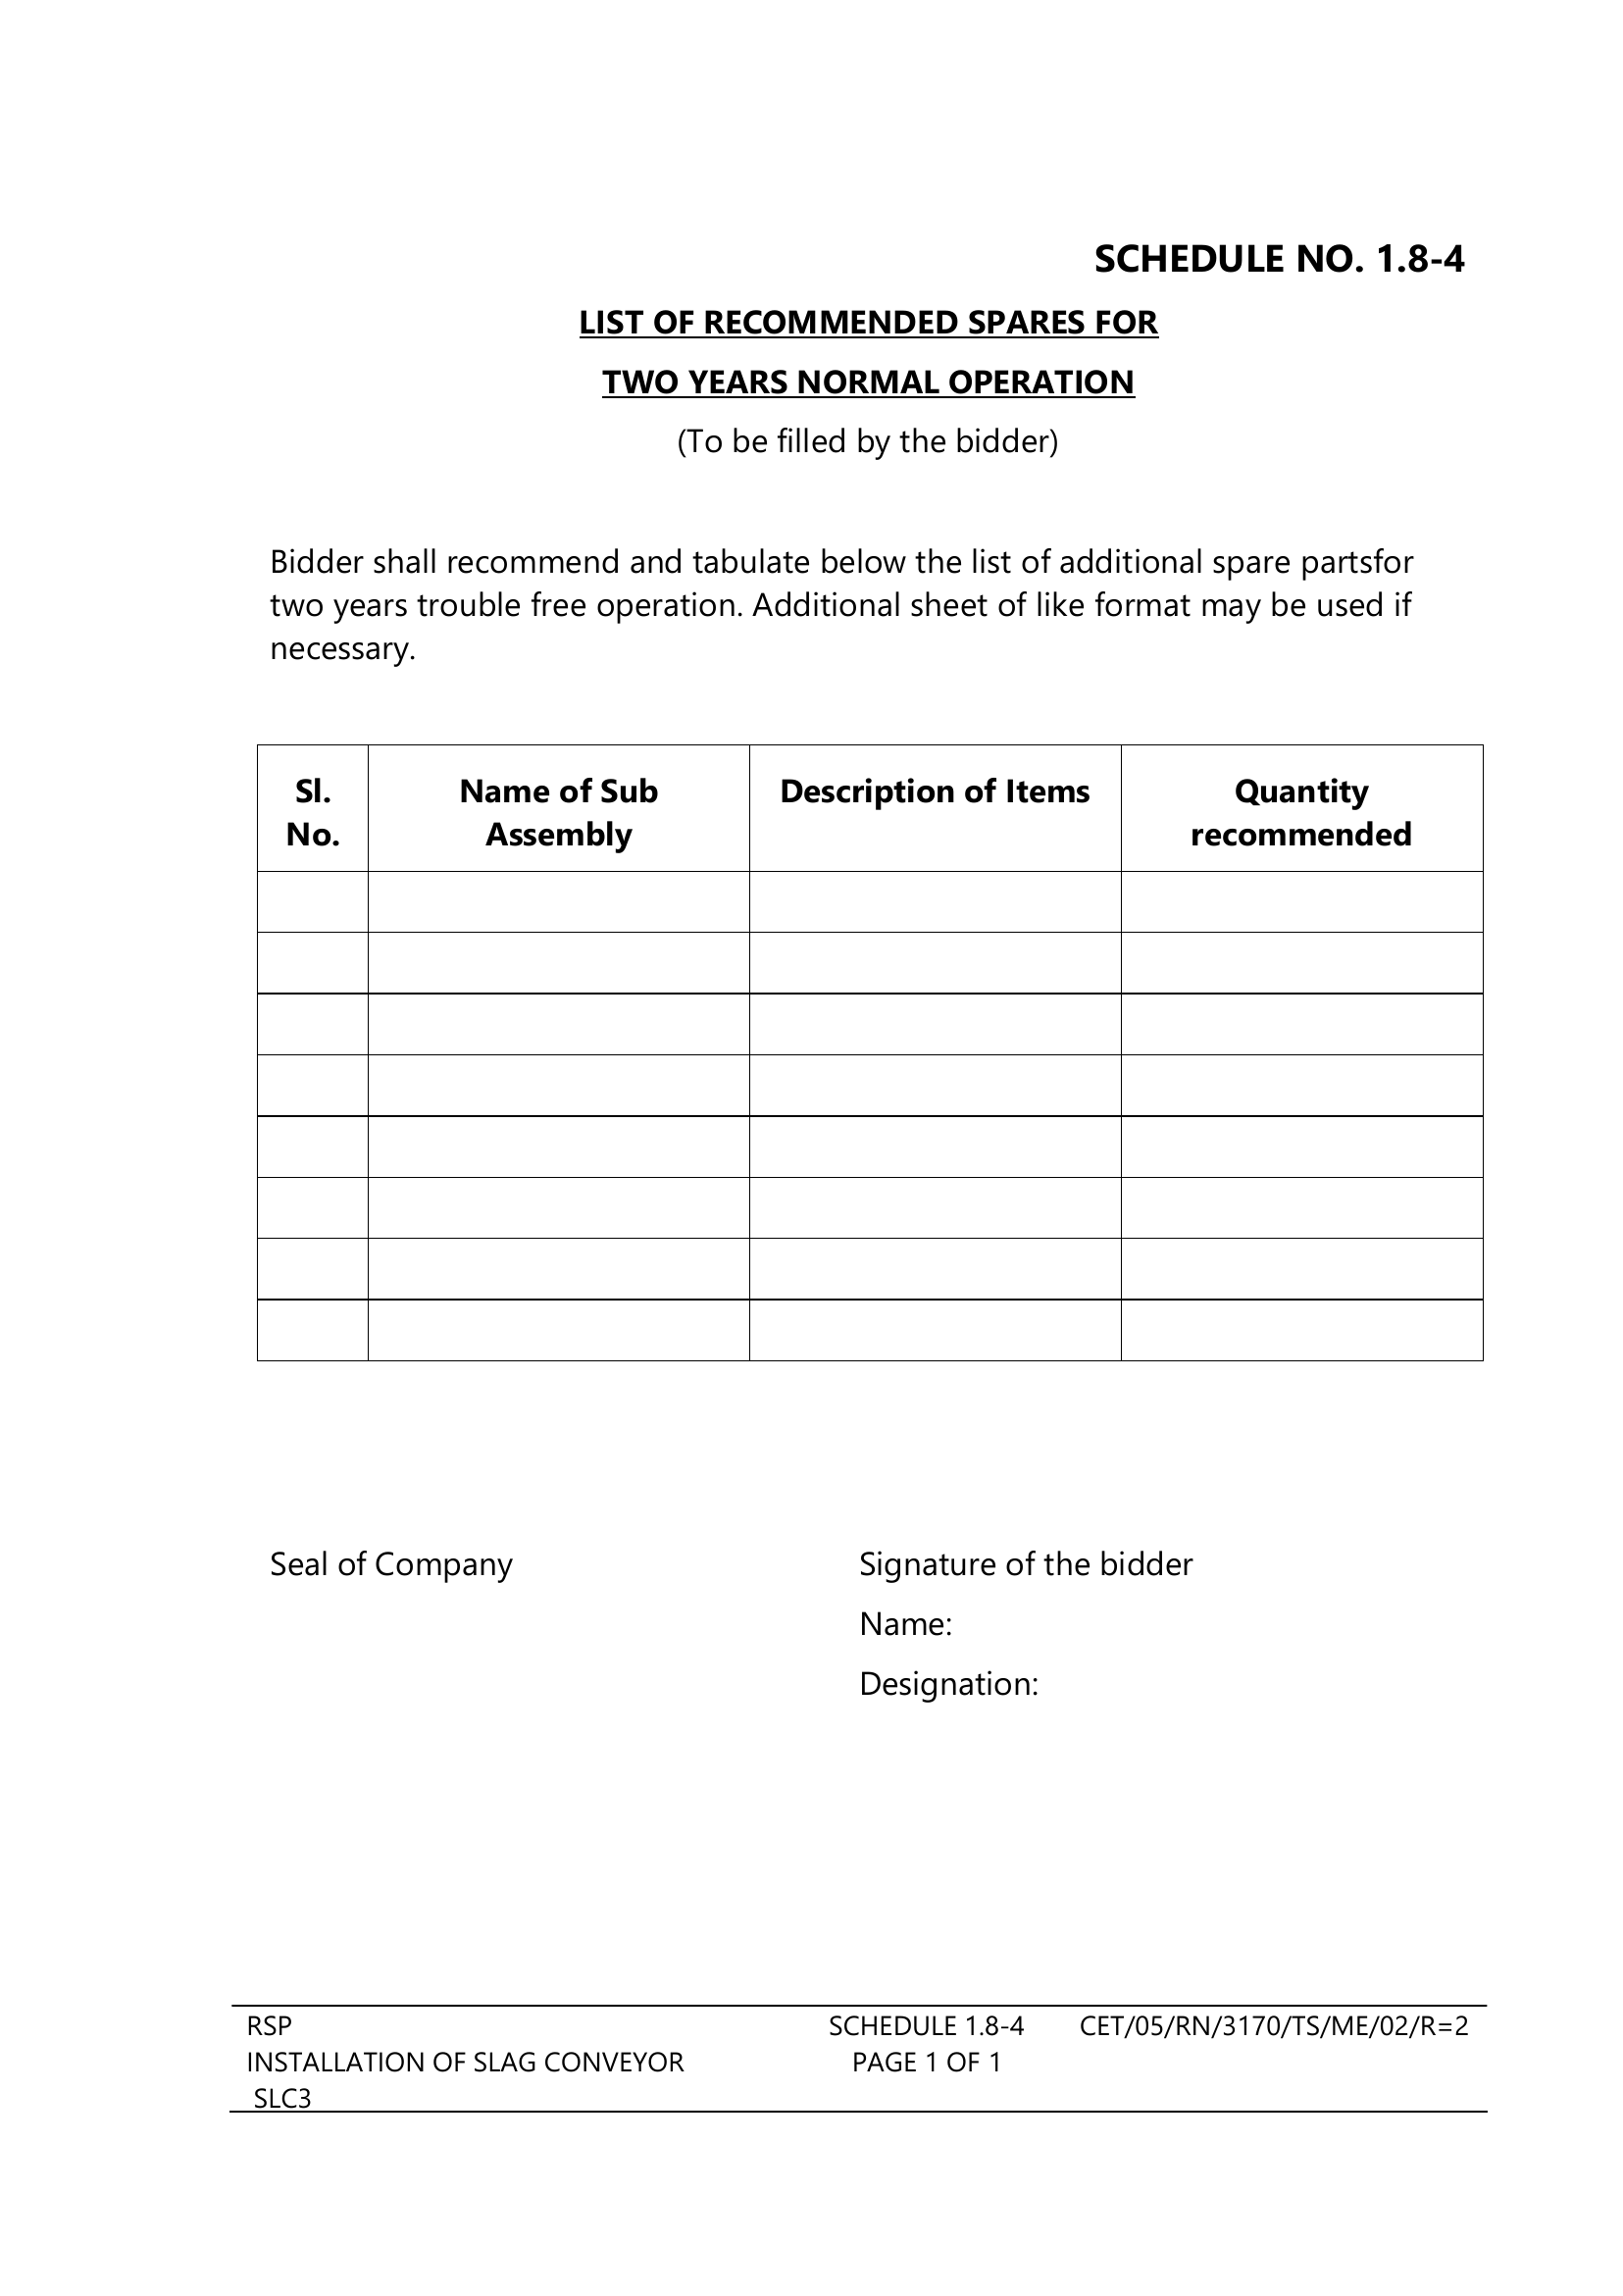 SCHEDULE NO. 1.8-4
LIST OF RECOMMENDED SPARES FOR
TWO YEARS NORMAL OPERATION
(To be filled by the bidder)
Bidder shall recommend and tabulate below the list of additional spare partsfor
two years trouble free operation. Additional sheet of like format may be used if
necessary.
Sl. No.
Name of Sub Assembly
Description of Items
Quantity recommended
Seal of Company
Signature of the bidder
Name:
Designation:
RSP SCHEDULE 1.8-4 CET/05/RN/3170/TS/ME/02/R=2
INSTALLATION OF SLAG CONVEYOR PAGE 1 OF 1
SLC3